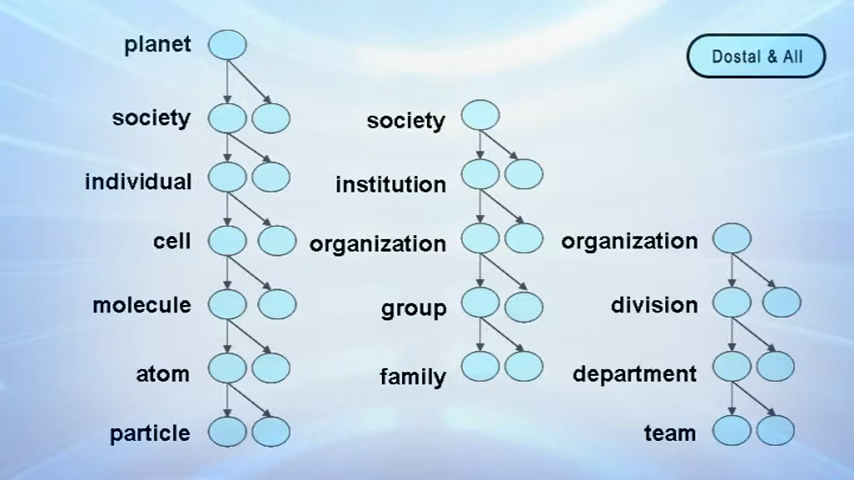 Dostal & All
planet
society
individual
cell
molecule
atom
particle
society
institution
organization
group
family
organization
division
department
team